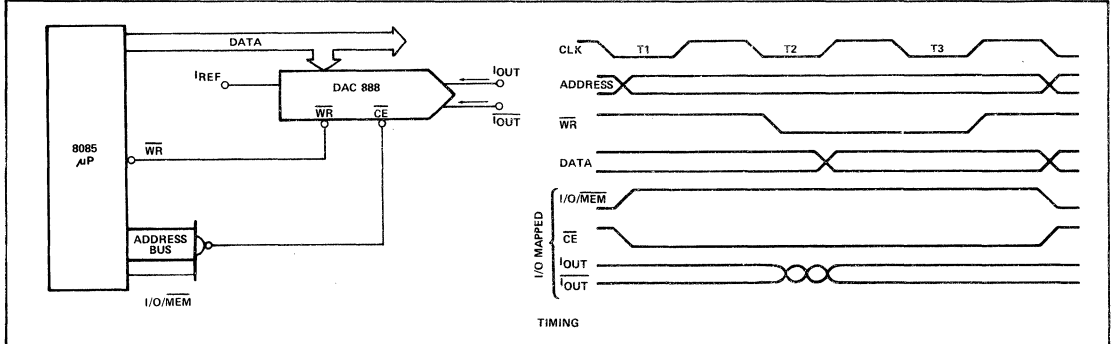 8085
μP
DATA
IREF
DAC 888
WR
CE
IOUT
IOUT
WR
ADDRESS
BUS
I/O/MEM
CLK
T1
T2
T3
ADDRESS
WR
DATA
I/O MAPPED
I/O/MEM
CE
IOUT
IOUT
TIMING